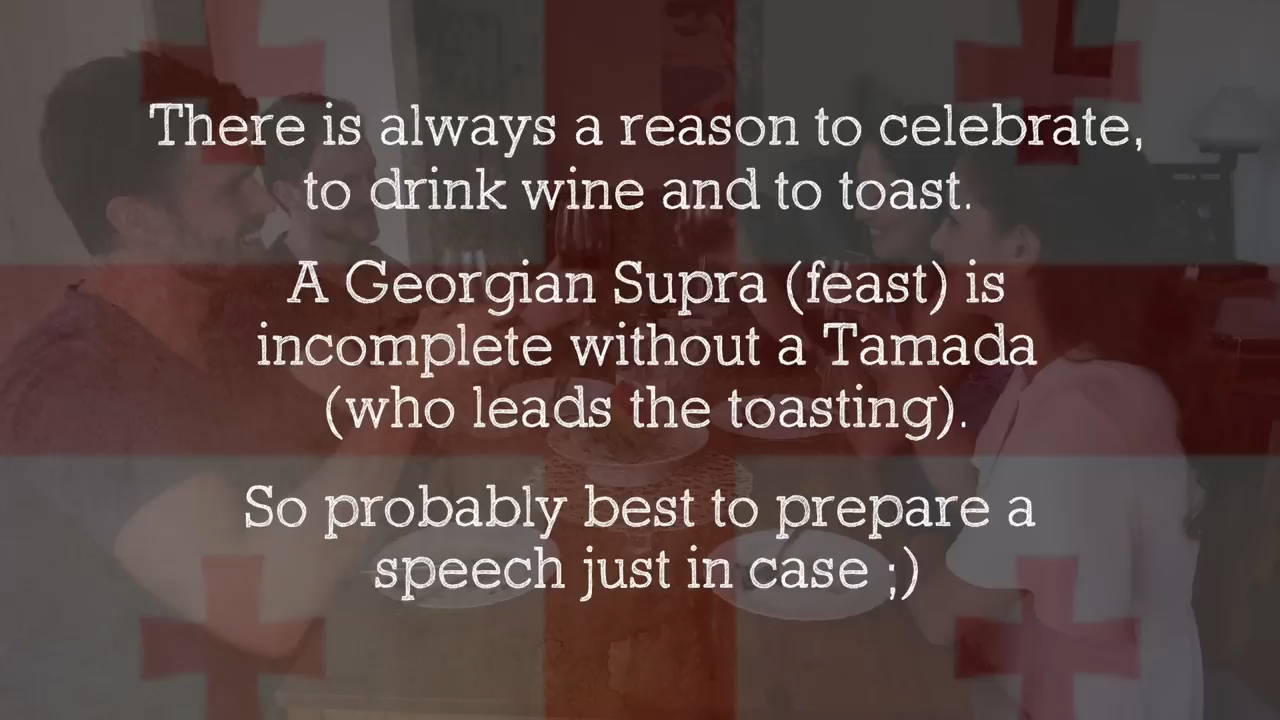 There is always a reason to celebrate,
to drink wine and to toast.
A Georgian Supra (feast) is
incomplete without a Tamada
(who leads the toasting).
So probably best to prepare a
speech just in case ;)